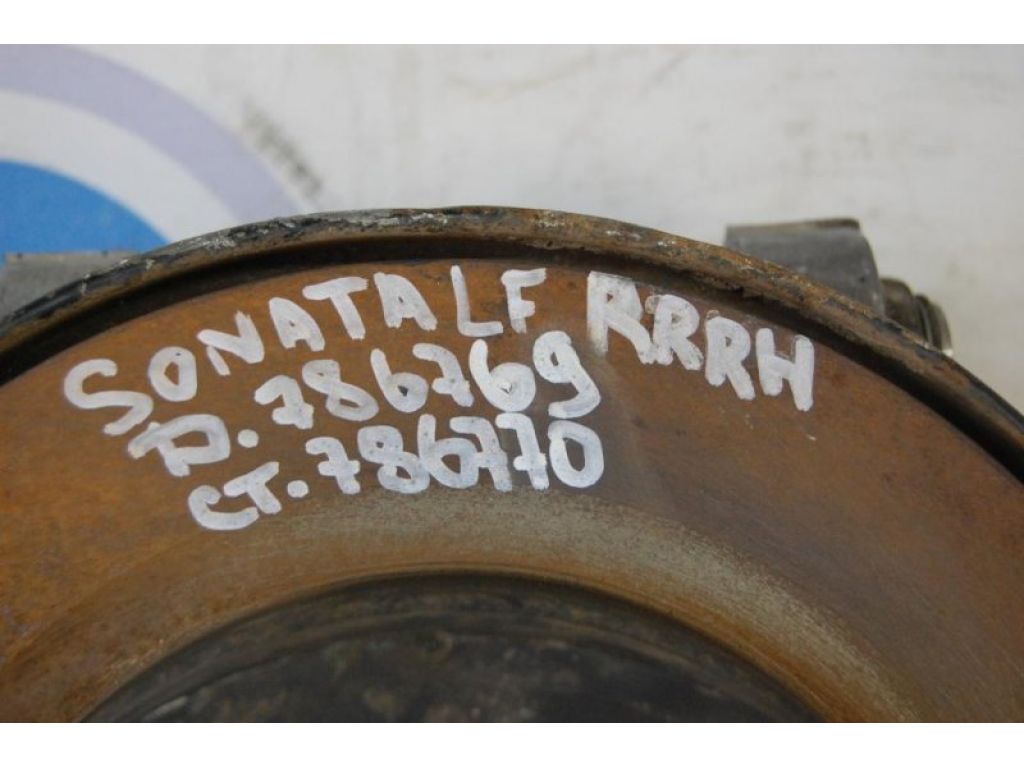 SONATA LF RRRH
D. 786769
CT. 786770